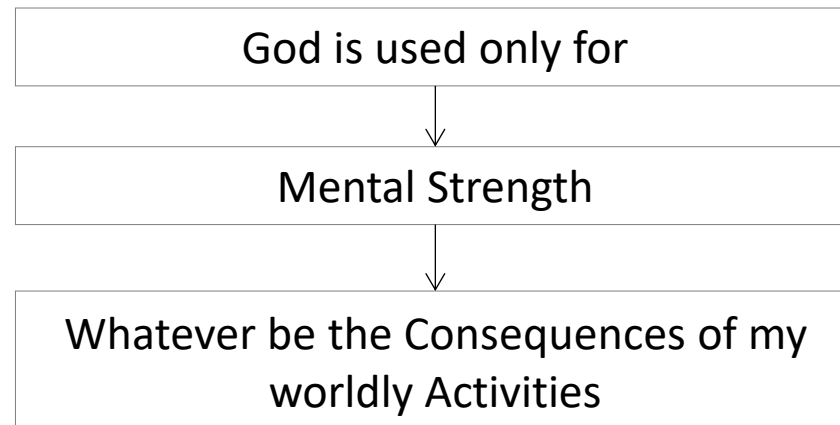 God is used only for
Mental Strength
Whatever be the Consequences of my
worldly Activities